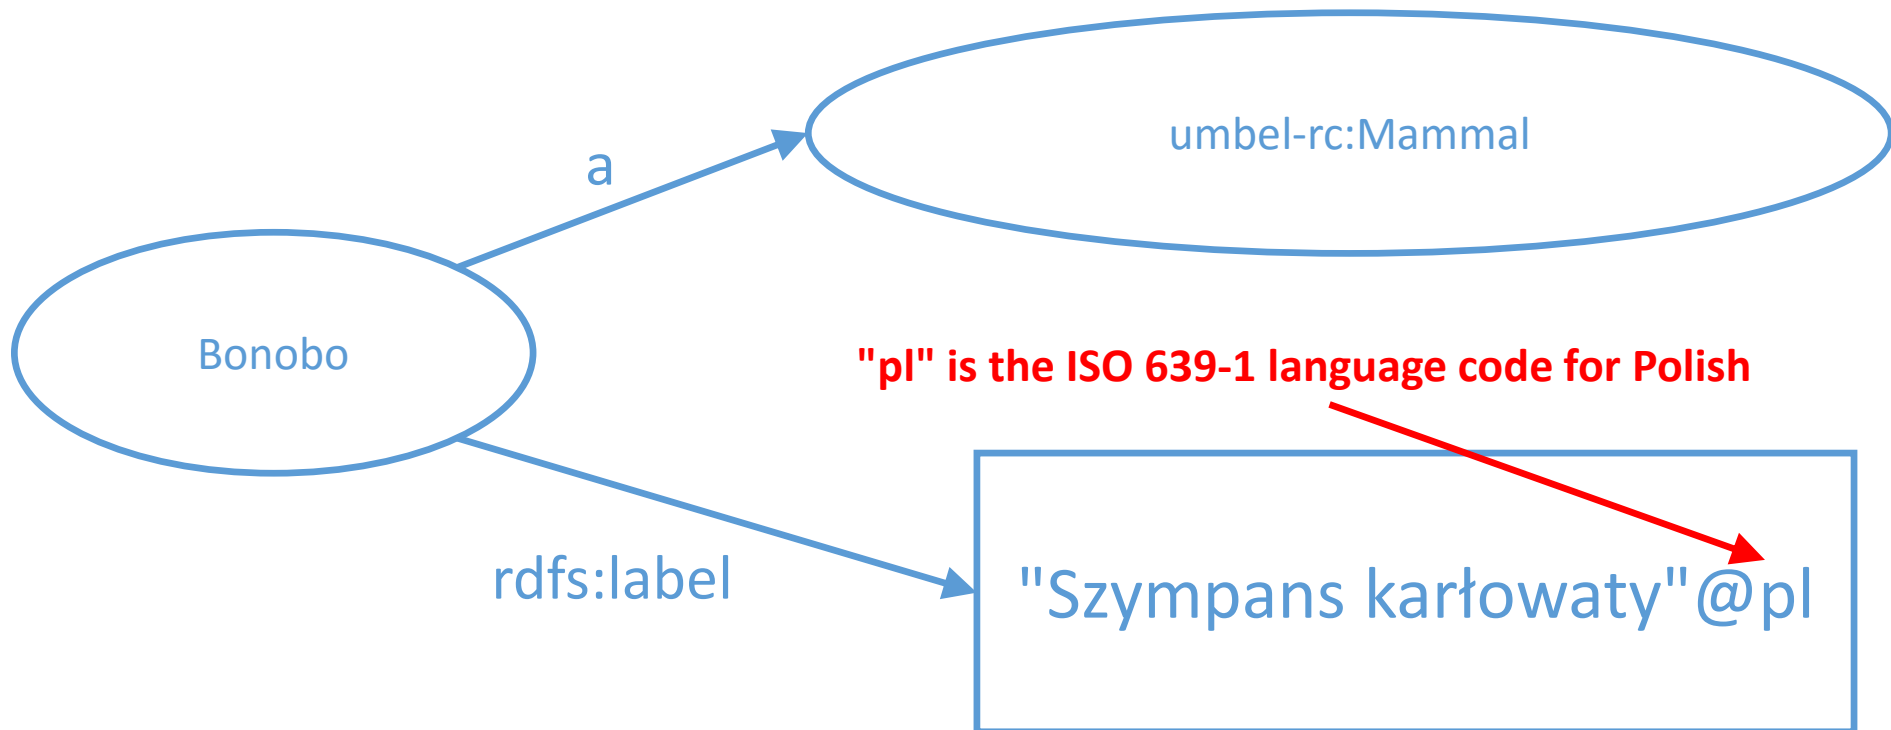 umbel-rc:Mammal
a
Bonobo
"pl" is the ISO 639-1 language code for Polish
rdfs:label
"Szympans karłowaty"@pl